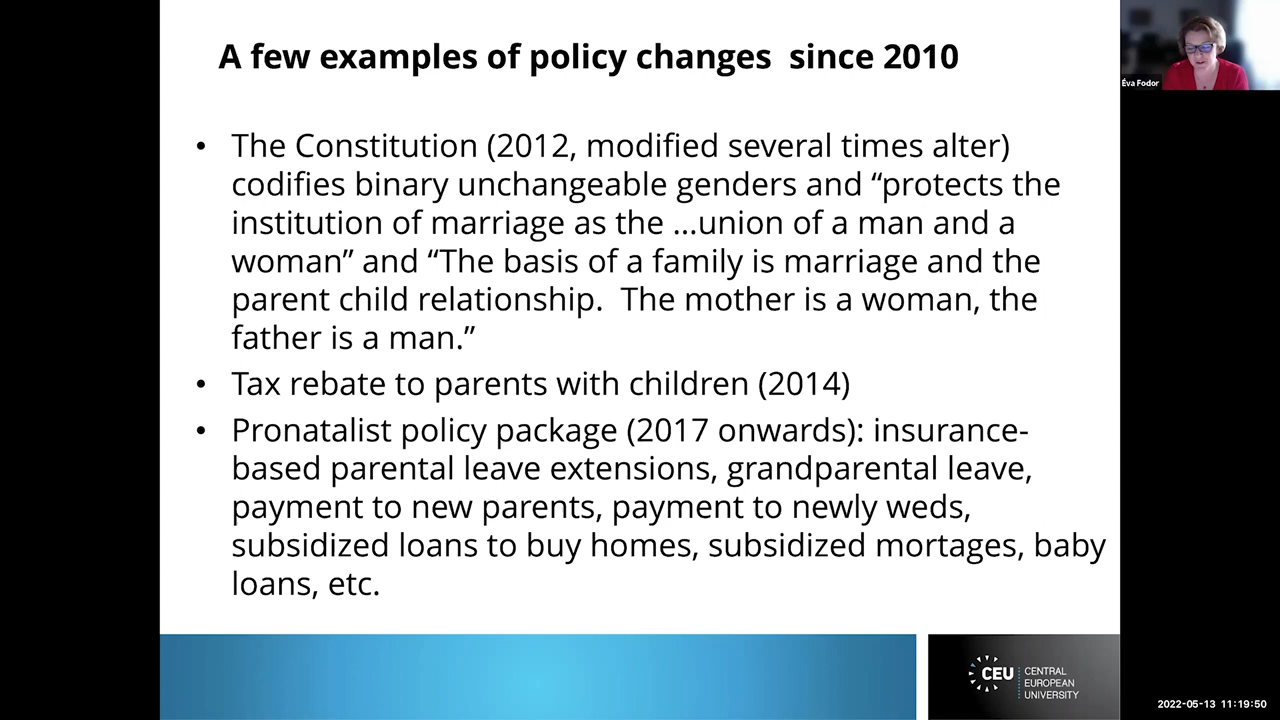 A few examples of policy changes  since 2010
• The Constitution (2012, modified several times alter)
codifies binary unchangeable genders and “protects the
institution of marriage as the ...union of a man and a
woman” and “The basis of a family is marriage and the
parent child relationship.  The mother is a woman, the
father is a man.”
• Tax rebate to parents with children (2014)
• Pronatalist policy package (2017 onwards): insurance-
based parental leave extensions, grandparental leave,
payment to new parents, payment to newly weds,
subsidized loans to buy homes, subsidized mortages, baby
loans, etc.
Éva Fodor
CEU
CENTRAL
EUROPEAN
UNIVERSITY
2022-05-13 11:19:50